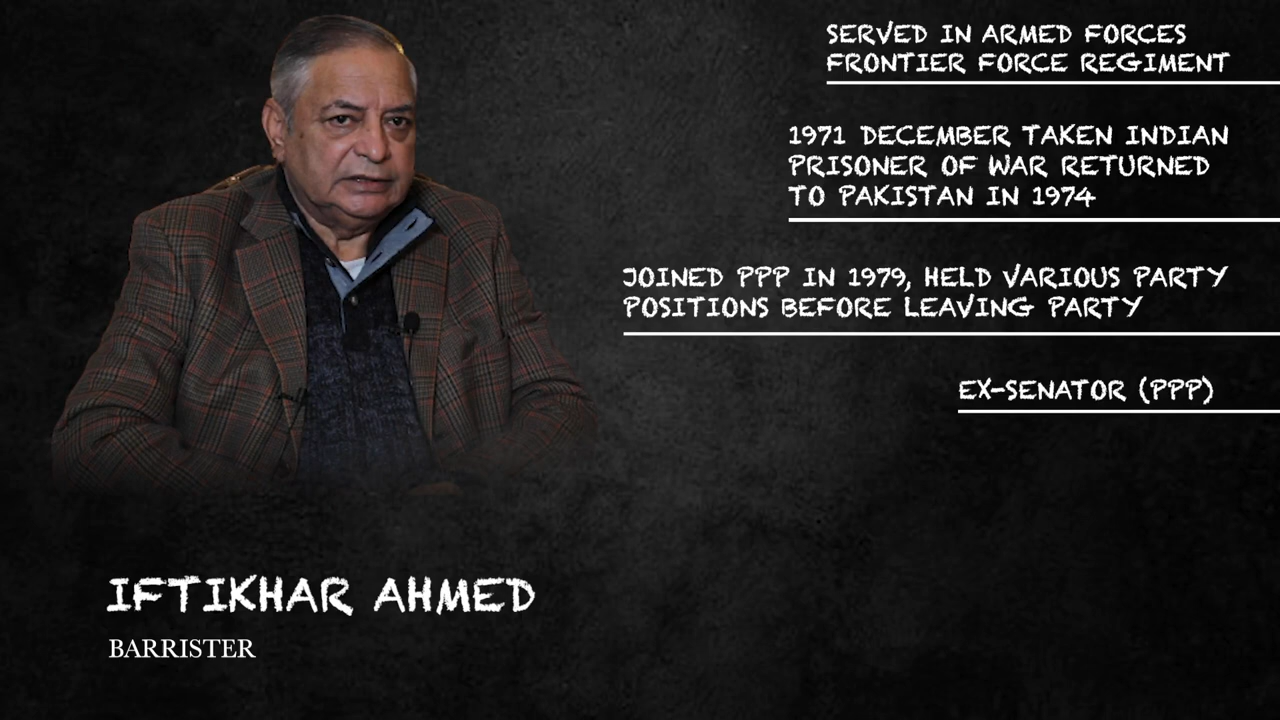 SERVED IN ARMED FORCES
FRONTIER FORCE REGIMENT
1971 DECEMBER TAKEN INDIAN
PRISONER OF WAR RETURNED
TO PAKISTAN IN 1974
JOINED PPP IN 1979, HELD VARIOUS PARTY
POSITIONS BEFORE LEAVING PARTY
EX-SENATOR (PPP)
IFTIKHAR AHMED
BARRISTER